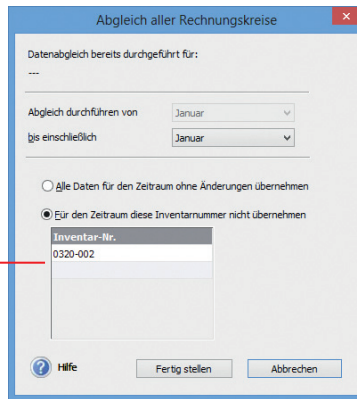 Abgleich aller Rechnungskreise
Datenabgleich bereits durchgeführt für:
---
Abgleich durchführen von Januar
bis einschließlich Januar
Alle Daten für den Zeitraum ohne Änderungen übernehmen
Für den Zeitraum diese Inventarnummer nicht übernehmen
Inventar-Nr.
0320-002
Hilfe Fertig stellen Abbrechen